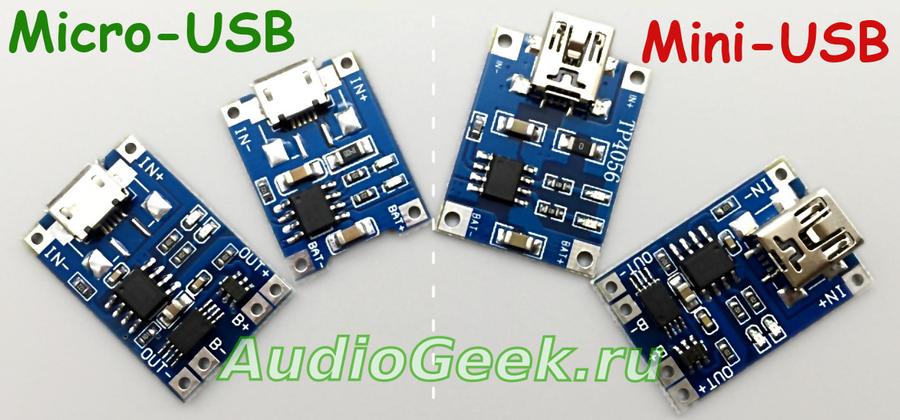 Micro-USB
Mini-USB
IN+
IN-
OUT+
B+
B-
OUT-
IN+
IN-
BAT+
BAT-
IN-
IN+
TP4056
BAT-
BAT+
IN-
IN+
OUT-
B-
OUT+
AudioGeek.ru